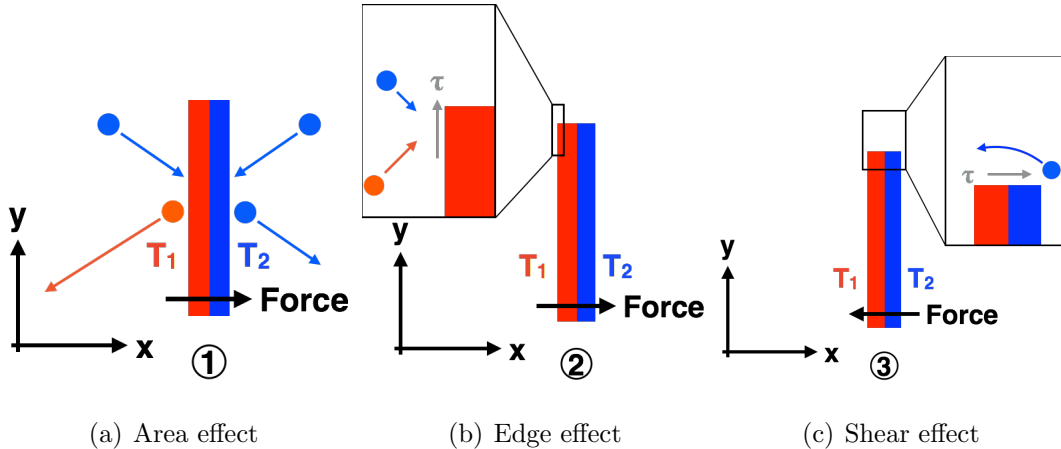 y
T₁
T₂
Force
x
①
(a) Area effect
τ
y
T₁
T₂
Force
x
②
(b) Edge effect
τ
y
T₁
T₂
Force
x
③
(c) Shear effect